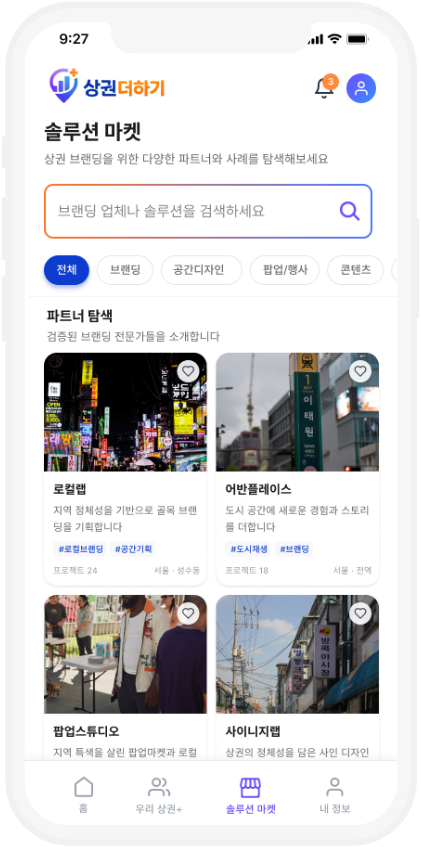 9:27
상권더하기
3
솔루션 마켓
상권 브랜딩을 위한 다양한 파트너와 사례를 탐색해보세요
브랜딩 업체나 솔루션을 검색하세요
전체 브랜딩 공간디자인 팝업/행사 콘텐츠
파트너 탐색
검증된 브랜딩 전문가들을 소개합니다
1
이태원
로컬랩
지역 정체성을 기반으로 골목 브랜
딩을 기획합니다
#로컬브랜딩 #공간기획
프로젝트 24 서울 · 성수동
어반플레이스
도시 공간에 새로운 경험과 스토리
를 더합니다
#도시재생 #브랜딩
프로젝트 18 서울 · 전역
팝업스튜디오
지역 특색을 살린 팝업마켓과 로컬
사이니지랩
상권의 정체성을 담은 사인 디자인
홈 우리 상권+ 솔루션 마켓 내 정보